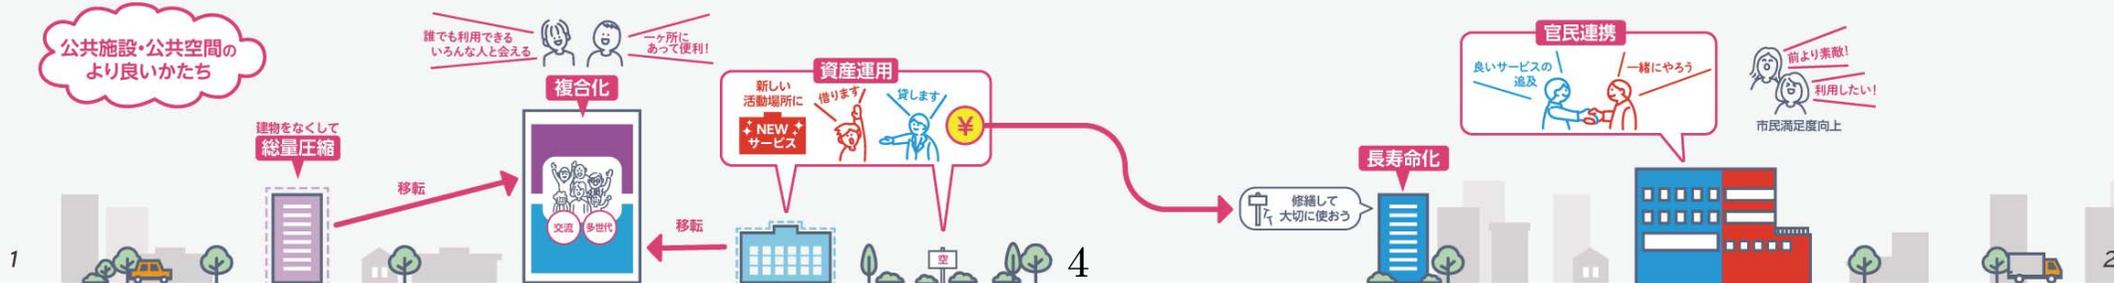 公共施設・公共空間の
より良いかたち
建物をなくして
総量圧縮
移転
誰でも利用できる
いろんな人と会える
一ヶ所に
あって便利!
複合化
交流
多世代
移転
資産運用
新しい
活動場所に
NEW
サービス
借ります
貸します
¥
空
修繕して
大切に使おう
長寿命化
官民連携
良いサービスの
追及
一緒にやろう
前より素敵!
利用したい!
市民満足度向上
1
4
2